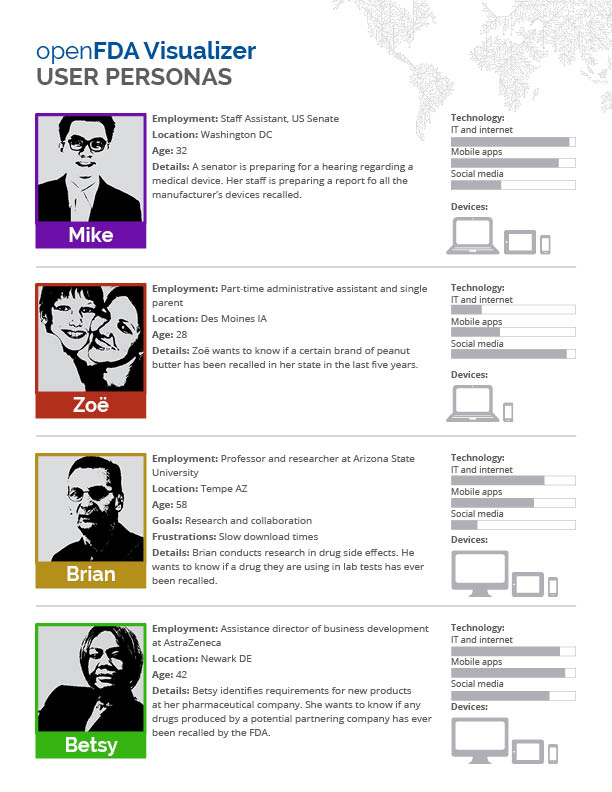 openFDA Visualizer
USER PERSONAS
Mike
Employment: Staff Assistant, US Senate
Location: Washington DC
Age: 32
Details: A senator is preparing for a hearing regarding a
medical device. Her staff is preparing a report fo all the
manufacturer's devices recalled.
Technology:
IT and internet
Mobile apps
Social media
Devices:
Zoë
Employment: Part-time administrative assistant and single
parent
Location: Des Moines IA
Age: 28
Details: Zoë wants to know if a certain brand of peanut
butter has been recalled in her state in the last five years.
Technology:
IT and internet
Mobile apps
Social media
Devices:
Brian
Employment: Professor and researcher at Arizona State
University
Location: Tempe AZ
Age: 58
Goals: Research and collaboration
Frustrations: Slow download times
Details: Brian conducts research in drug side effects. He
wants to know if a drug they are using in lab tests has ever
been recalled.
Technology:
IT and internet
Mobile apps
Social media
Devices:
Betsy
Employment: Assistance director of business development
at AstraZeneca
Location: Newark DE
Age: 42
Details: Betsy identifies requirements for new products
at her pharmaceutical company. She wants to know if any
drugs produced by a potential partnering company has ever
been recalled by the FDA.
Technology:
IT and internet
Mobile apps
Social media
Devices: